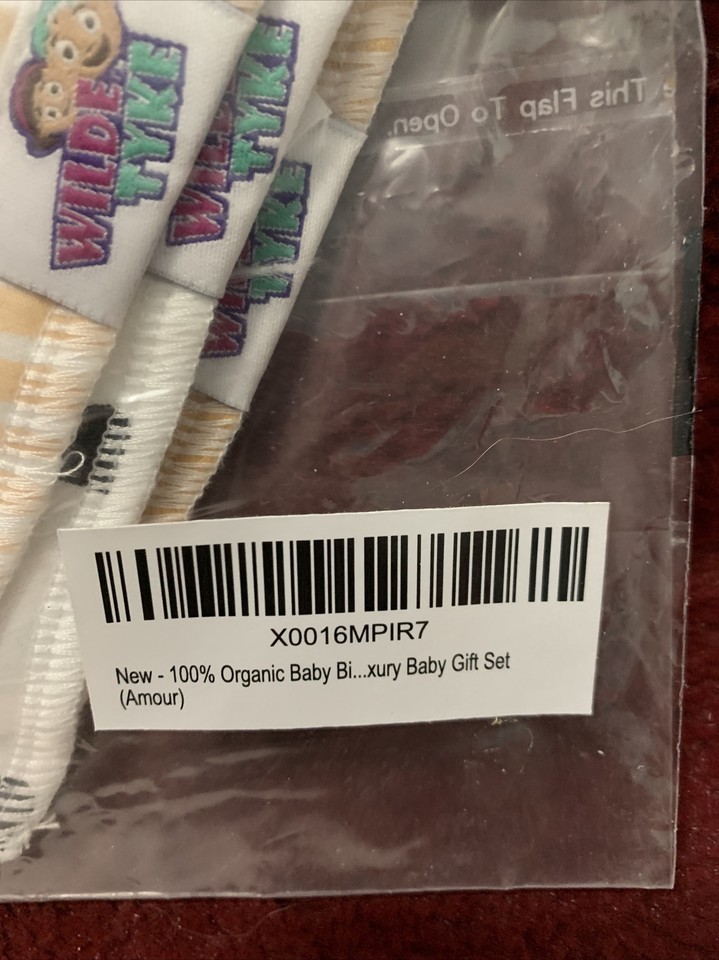 WILDE
TYKE
WILDE
TYKE
TYKE
This Flap To Open.
X0016MPIR7
New - 100% Organic Baby Bi...xury Baby Gift Set
(Amour)